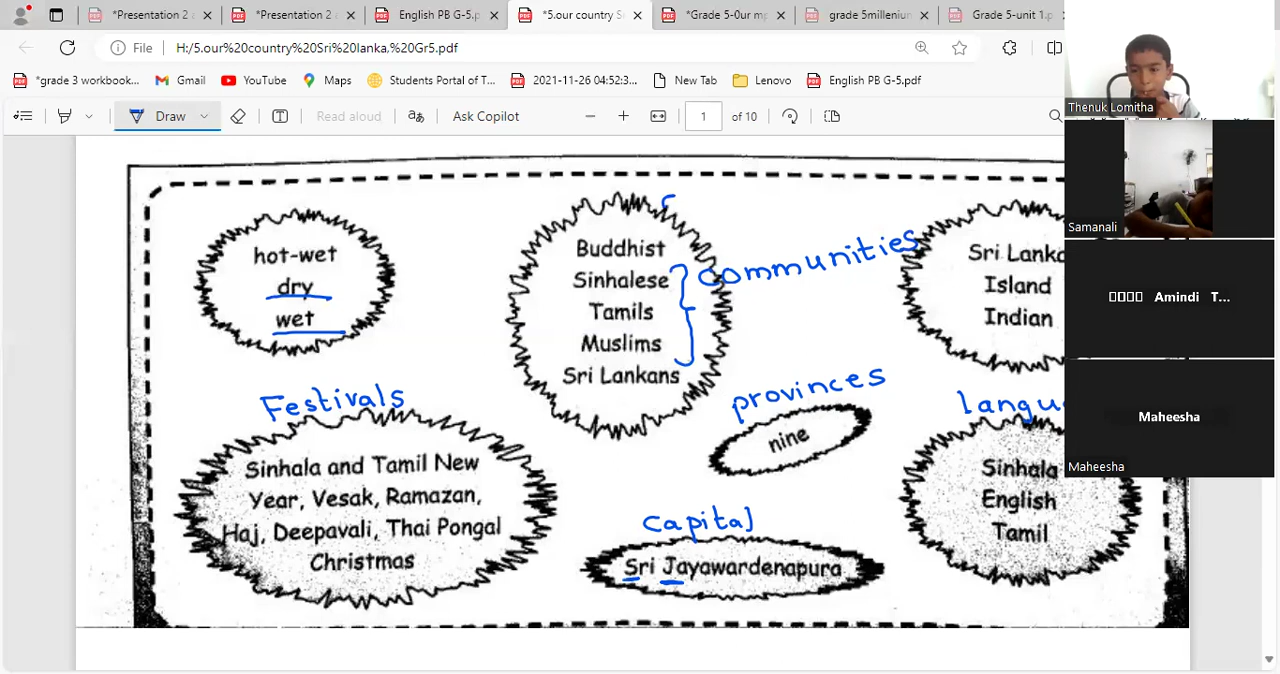 *Presentation 2
*Presentation 2
English PB G-5.p
*5.our country S
*Grade 5-0ur m
grade 5milleniu
Grade 5-unit 1.p
File
H:/5.our%20country%20Sri%20lanka,%20Gr5.pdf
*grade 3 workbook...
Gmail
YouTube
Maps
Students Portal of T...
2021-11-26 04:52:3...
New Tab
Lenovo
English PB G-5.pdf
Draw
Read aloud
Ask Copilot
1
of 10
hot-wet
dry
wet
Buddhist
Sinhalese
Tamils
Muslims
Sri Lankans
communities
Sri Lanka
Island
Indian
Festivals
Sinhala and Tamil New
Year, Vesak, Ramazan,
Haj, Deepavali, Thai Pongal
Christmas
provinces
nine
capital
Sri Jayawardenapura
langu
Sinhala
English
Tamil
Thenuk Lomitha
Samanali
Amindi T...
Maheesha
Maheesha